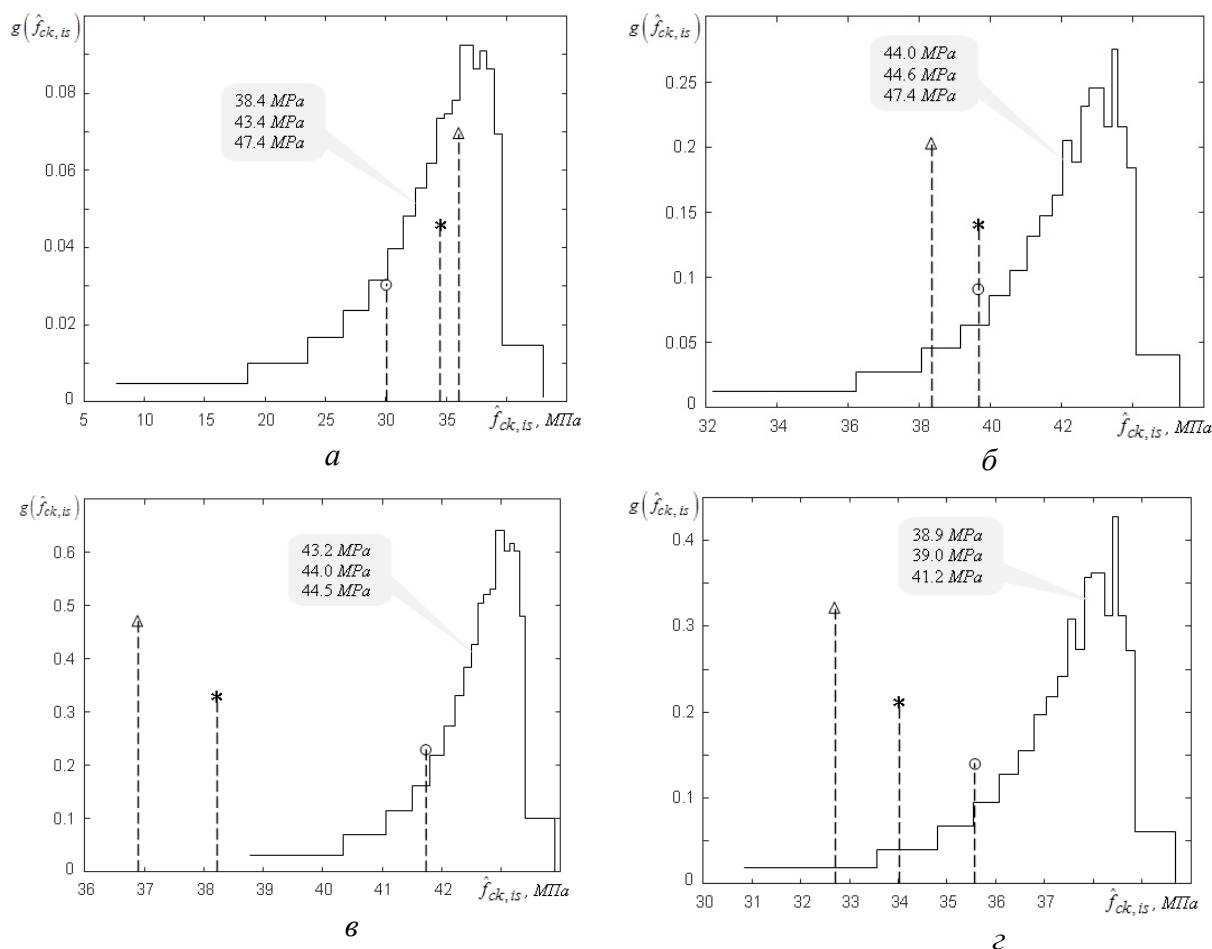 g(f̂ck,is)
38.4 MPa
43.4 MPa
47.4 MPa
0.08
0.06
0.04
0.02
0
5 10 15 20 25 30 35
f̂ck,is, МПа
а
g(f̂ck,is)
44.0 MPa
44.6 MPa
47.4 MPa
0.25
0.2
0.15
0.1
0.05
0
32 34 36 38 40 42
f̂ck,is, МПа
б
g(f̂ck,is)
43.2 MPa
44.0 MPa
44.5 MPa
0.6
0.5
0.4
0.3
0.2
0.1
0
36 37 38 39 40 41 42
f̂ck,is, МПа
в
g(f̂ck,is)
38.9 MPa
39.0 MPa
41.2 MPa
0.4
0.3
0.2
0.1
0
30 31 32 33 34 35 36 37
f̂ck,is, МПа
г